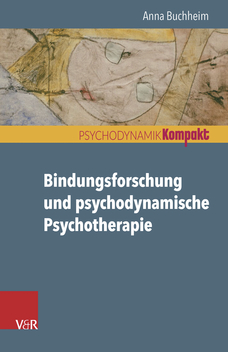 Anna Buchheim
PSYCHODYNAMIK Kompakt
Bindungsforschung
und psychodynamische
Psychotherapie
V&R